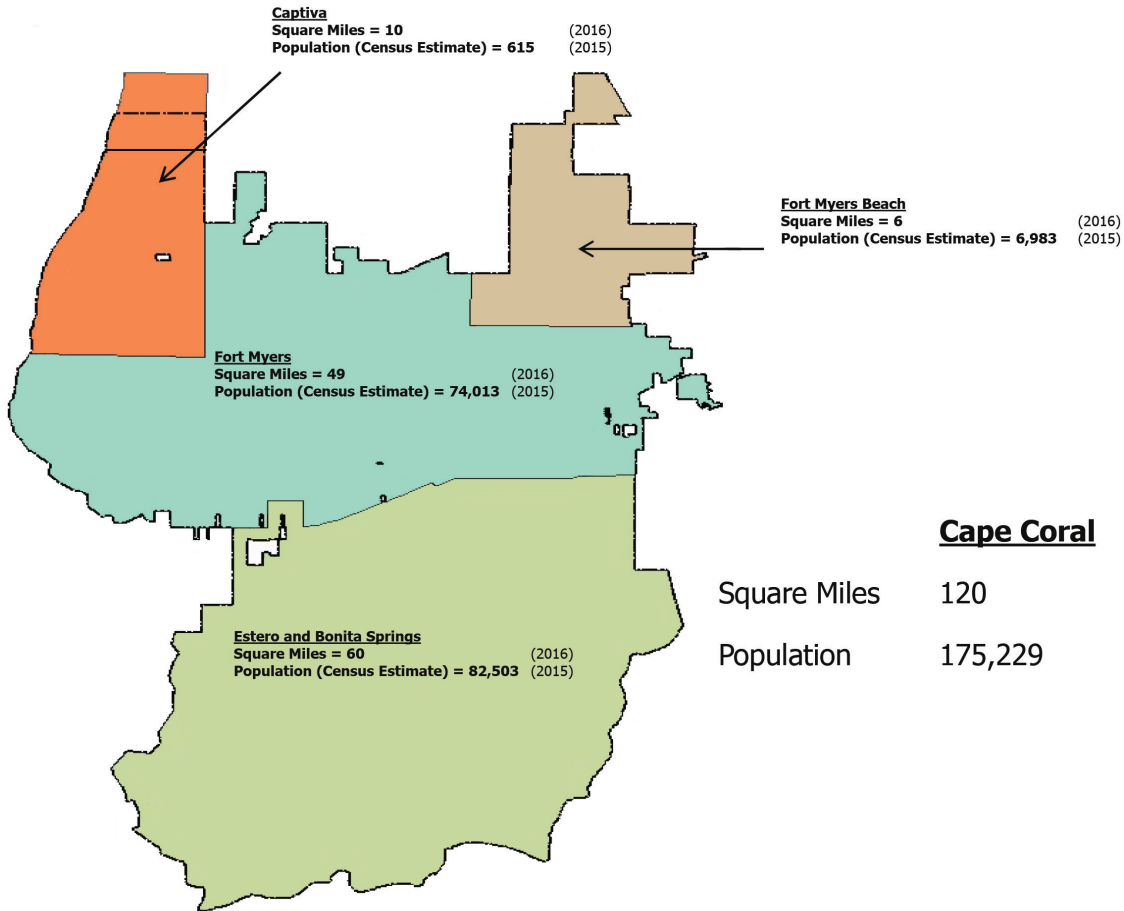 Captiva
Square Miles = 10 (2016)
Population (Census Estimate) = 615 (2015)
Fort Myers Beach
Square Miles = 6 (2016)
Population (Census Estimate) = 6,983 (2015)
Fort Myers
Square Miles = 49 (2016)
Population (Census Estimate) = 74,013 (2015)
Cape Coral
Square Miles 120
Population 175,229
Estero and Bonita Springs
Square Miles = 60 (2016)
Population (Census Estimate) = 82,503 (2015)